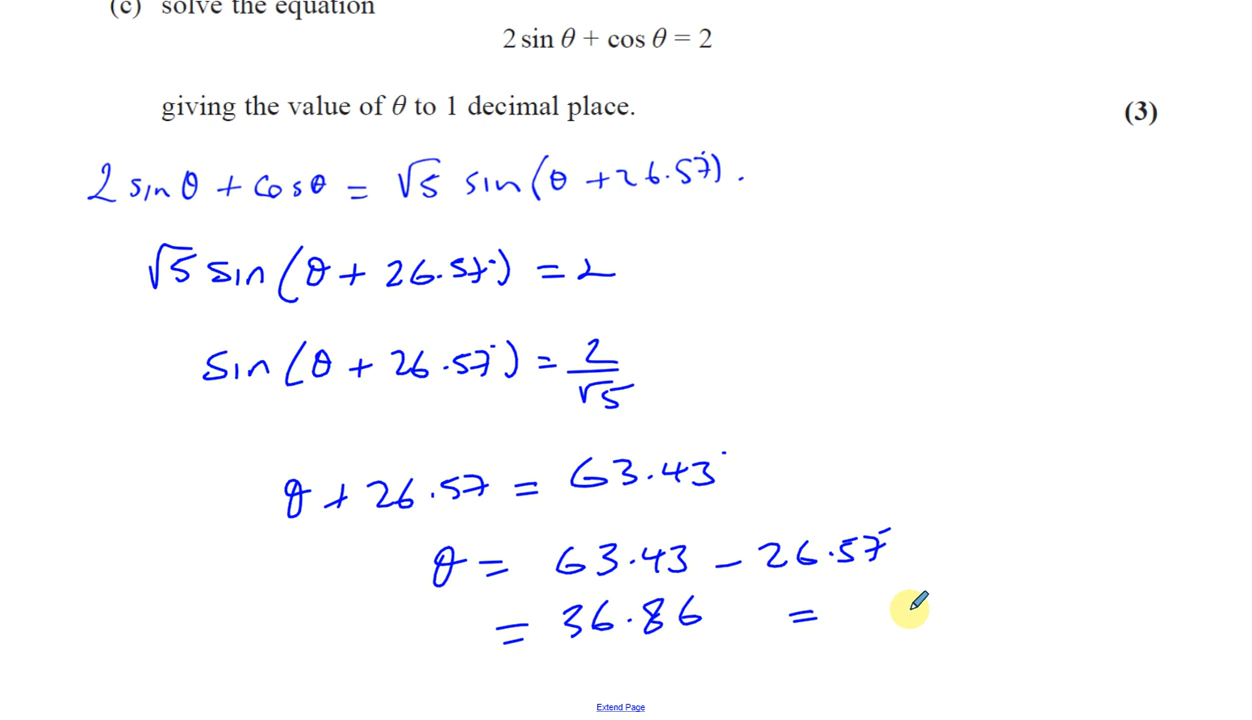 (c) solve the equation
2 sin θ + cos θ = 2
giving the value of θ to 1 decimal place.
(3)
2 sin θ + cos θ = √5 sin(θ + 26.57°).
√5 sin(θ + 26.57°) = 2
sin(θ + 26.57°) = 2/√5
θ + 26.57 = 63.43°
θ = 63.43 - 26.57
= 36.86 =
Extend Page